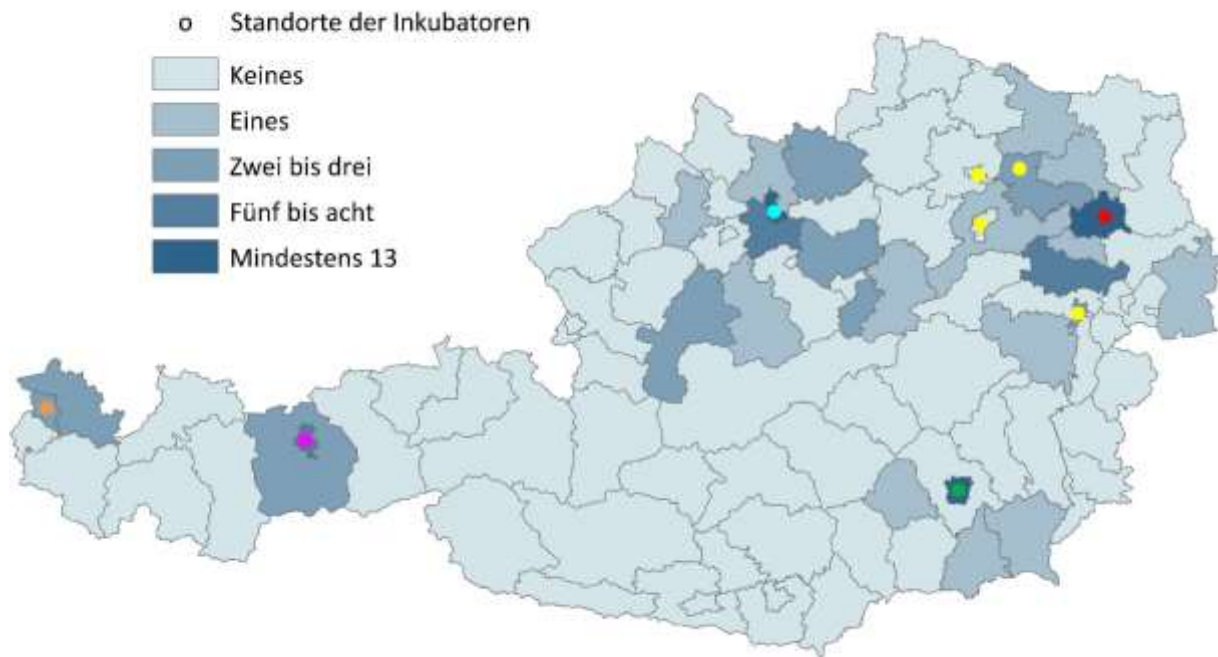 o Standorte der Inkubatoren
Keines
Eines
Zwei bis drei
Fünf bis acht
Mindestens 13